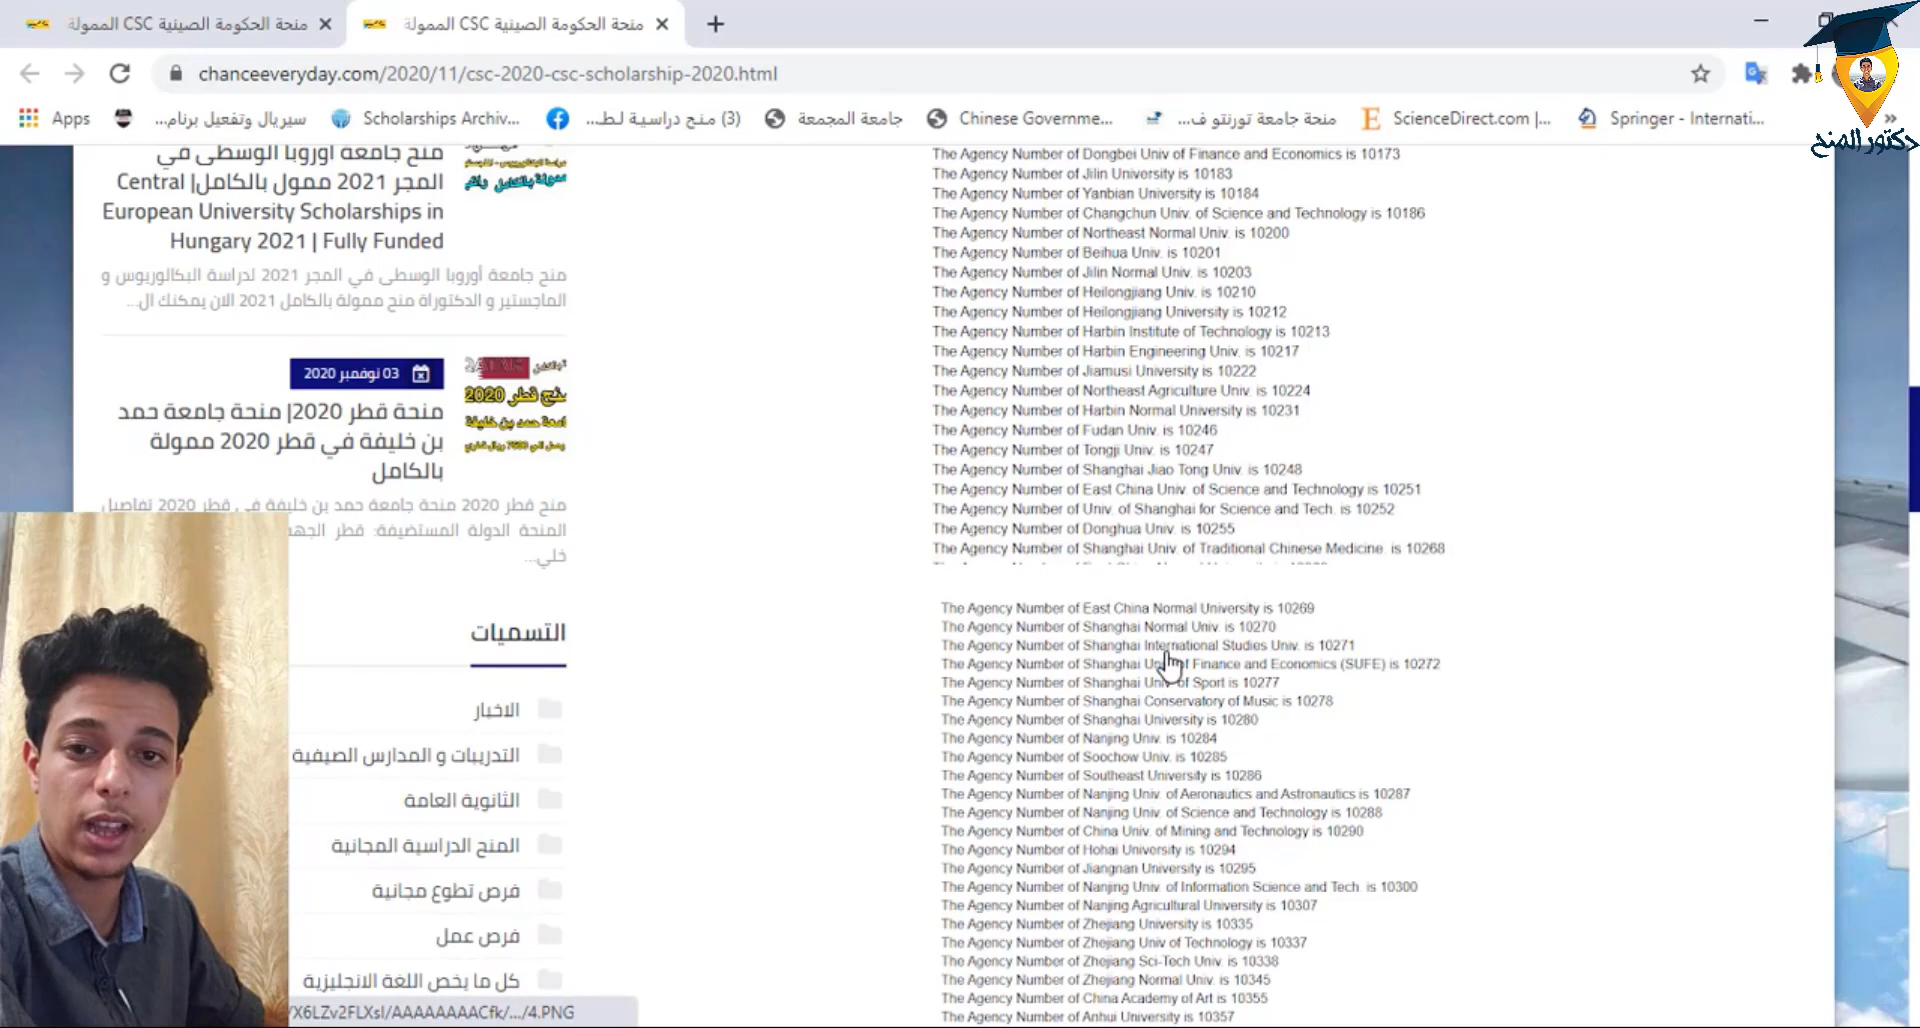 منحة الحكومة الصينية CSC الممولة
منحة الحكومة الصينية CSC الممولة
chanceeveryday.com/2020/11/csc-2020-csc-scholarship-2020.html
Apps
سيريال وتفعيل برنام...
Scholarships Archiv...
(3) منح دراسية لط...
جامعة المجمعة
Chinese Governme...
منحة جامعة تورنتو ف...
ScienceDirect.com |...
Springer - Internati...
»
دكتور المنح
منح جامعة اوروبا الوسطى في
المجر 2021 ممول بالكامل| Central
European University Scholarships in
Hungary 2021 | Fully Funded
منح جامعة أوروبا الوسطى في المجر 2021 لدراسة البكالوريوس و
الماجستير و الدكتوراة منح ممولة بالكامل 2021 الان يمكنك ال...
03 نوفمبر 2020
منح قطر 2020
منحة قطر 2020| منحة جامعة حمد
بن خليفة في قطر 2020 ممولة
بالكامل
منح قطر 2020 منحة جامعة حمد بن خليفة في قطر 2020 تفاصيل
المنحة الدولة المستضيفة: قطر الجهة
خلي...
التسميات
الاخبار
التدريبات و المدارس الصيفية
الثانوية العامة
المنح الدراسية المجانية
فرص تطوع مجانية
فرص عمل
كل ما يخص اللغة الانجليزية
/X6LZv2FLXsI/AAAAAAAACfk/.../4.PNG
The Agency Number of Dongbei Univ of Finance and Economics is 10173
The Agency Number of Jilin University is 10183
The Agency Number of Yanbian University is 10184
The Agency Number of Changchun Univ. of Science and Technology is 10186
The Agency Number of Northeast Normal Univ. is 10200
The Agency Number of Beihua Univ. is 10201
The Agency Number of Jilin Normal Univ. is 10203
The Agency Number of Heilongjiang Univ. is 10210
The Agency Number of Heilongjiang University is 10212
The Agency Number of Harbin Institute of Technology is 10213
The Agency Number of Harbin Engineering Univ. is 10217
The Agency Number of Jiamusi University is 10222
The Agency Number of Northeast Agriculture Univ. is 10224
The Agency Number of Harbin Normal University is 10231
The Agency Number of Fudan Univ. is 10246
The Agency Number of Tongji Univ. is 10247
The Agency Number of Shanghai Jiao Tong Univ. is 10248
The Agency Number of East China Univ. of Science and Technology is 10251
The Agency Number of Univ. of Shanghai for Science and Tech. is 10252
The Agency Number of Donghua Univ. is 10255
The Agency Number of Shanghai Univ. of Traditional Chinese Medicine. is 10268
The Agency Number of East China Normal University is 10269
The Agency Number of Shanghai Normal Univ. is 10270
The Agency Number of Shanghai International Studies Univ. is 10271
The Agency Number of Shanghai Univ of Finance and Economics (SUFE) is 10272
The Agency Number of Shanghai Univ. of Sport is 10277
The Agency Number of Shanghai Conservatory of Music is 10278
The Agency Number of Shanghai University is 10280
The Agency Number of Nanjing Univ. is 10284
The Agency Number of Soochow Univ. is 10285
The Agency Number of Southeast University is 10286
The Agency Number of Nanjing Univ. of Aeronautics and Astronautics is 10287
The Agency Number of Nanjing Univ. of Science and Technology is 10288
The Agency Number of China Univ. of Mining and Technology is 10290
The Agency Number of Hohai University is 10294
The Agency Number of Jiangnan University is 10295
The Agency Number of Nanjing Univ. of Information Science and Tech. is 10300
The Agency Number of Nanjing Agricultural University is 10307
The Agency Number of Zhejiang University is 10335
The Agency Number of Zhejiang Univ of Technology is 10337
The Agency Number of Zhejiang Sci-Tech Univ. is 10338
The Agency Number of Zhejiang Normal Univ. is 10345
The Agency Number of China Academy of Art is 10355
The Agency Number of Anhui University is 10357